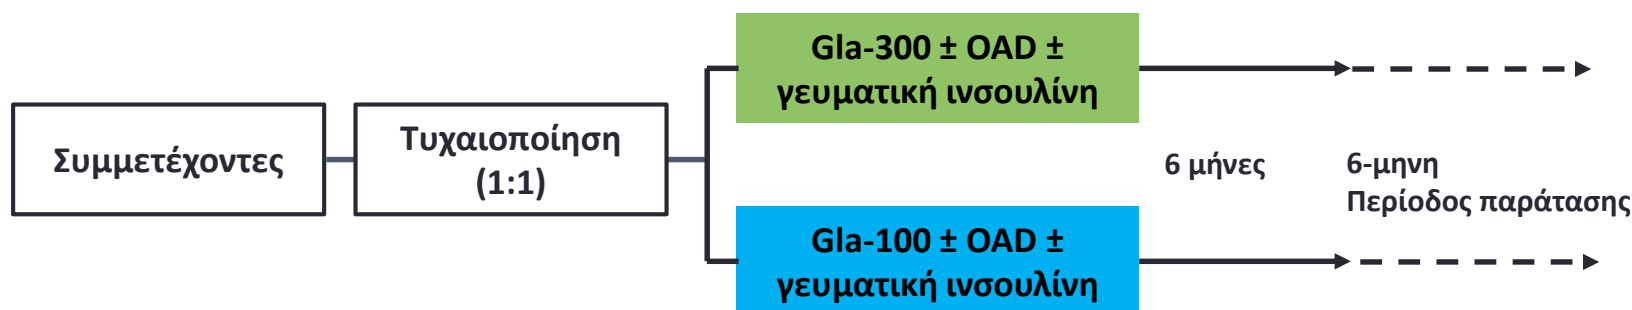 Συμμετέχοντες
Τυχαιοποίηση
(1:1)
Gla-300 ± OAD ±
γευματική ινσουλίνη
Gla-100 ± OAD ±
γευματική ινσουλίνη
6 μήνες
6-μηνη
Περίοδος παράτασης